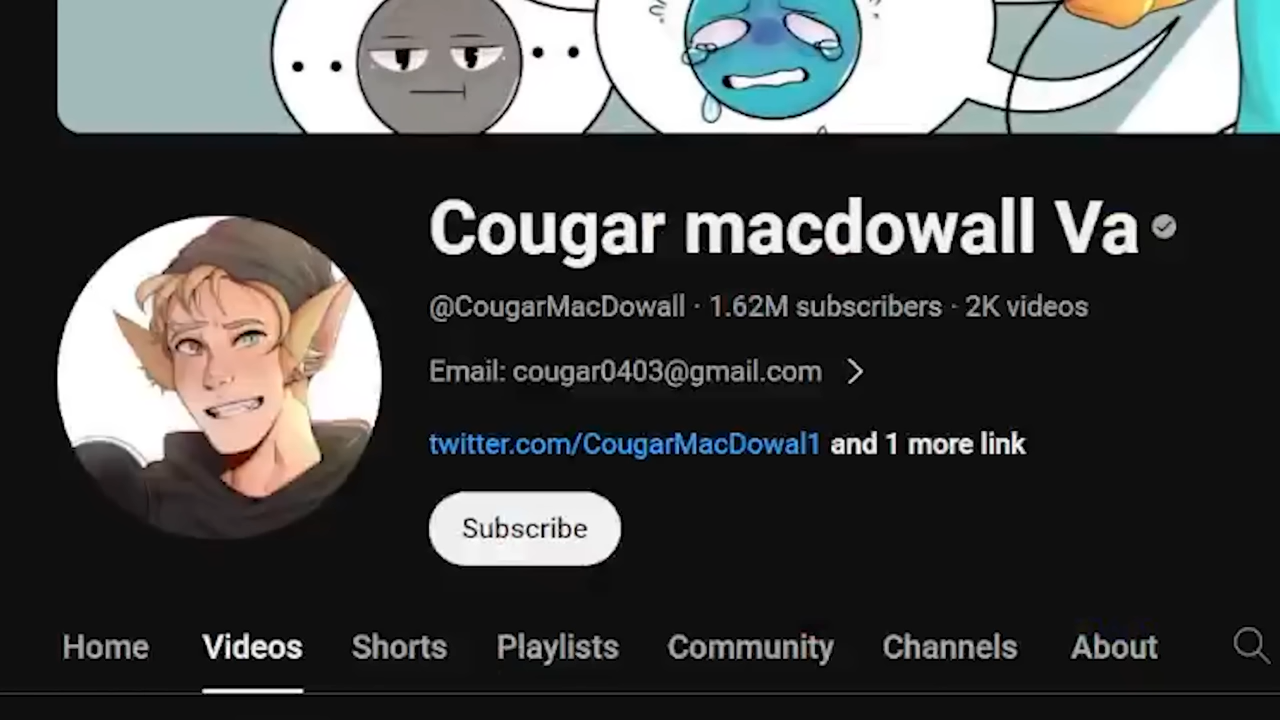 Cougar macdowall Va
@CougarMacDowall · 1.62M subscribers · 2K videos
Email: cougar0403@gmail.com
twitter.com/CougarMacDowal1 and 1 more link
Subscribe
Home Videos Shorts Playlists Community Channels About